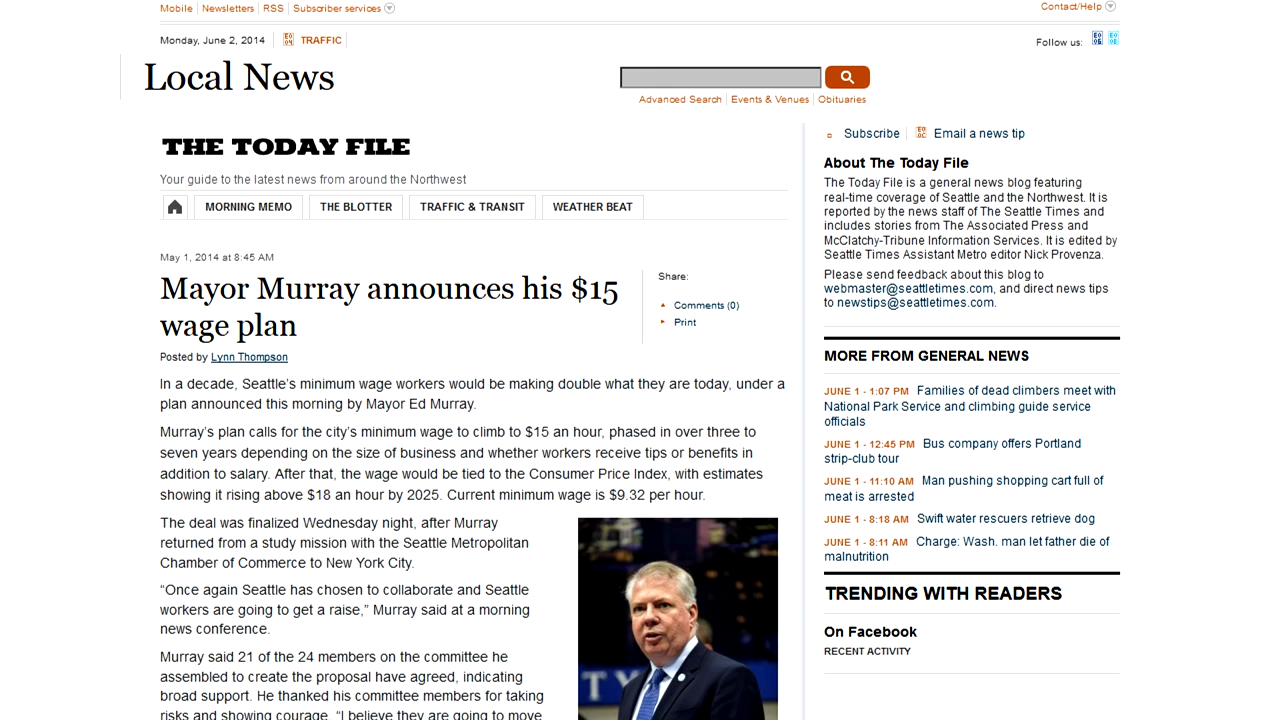 Mobile Newsletters RSS Subscriber services
Contact/Help
Monday, June 2, 2014 TRAFFIC
Follow us:
Local News
Advanced Search Events & Venues Obituaries
THE TODAY FILE
Your guide to the latest news from around the Northwest
MORNING MEMO THE BLOTTER TRAFFIC & TRANSIT WEATHER BEAT
May 1, 2014 at 8:45 AM
Mayor Murray announces his $15
wage plan
Share:
Comments (0)
Print
Posted by Lynn Thompson
In a decade, Seattle’s minimum wage workers would be making double what they are today, under a
plan announced this morning by Mayor Ed Murray.
Murray’s plan calls for the city’s minimum wage to climb to $15 an hour, phased in over three to
seven years depending on the size of business and whether workers receive tips or benefits in
addition to salary. After that, the wage would be tied to the Consumer Price Index, with estimates
showing it rising above $18 an hour by 2025. Current minimum wage is $9.32 per hour.
The deal was finalized Wednesday night, after Murray
returned from a study mission with the Seattle Metropolitan
Chamber of Commerce to New York City.
“Once again Seattle has chosen to collaborate and Seattle
workers are going to get a raise,” Murray said at a morning
news conference.
Murray said 21 of the 24 members on the committee he
assembled to create the proposal have agreed, indicating
broad support. He thanked his committee members for taking
risks and showing courage. “I believe they are going to move
TY
Subscribe Email a news tip
About The Today File
The Today File is a general news blog featuring
real-time coverage of Seattle and the Northwest. It is
reported by the news staff of The Seattle Times and
includes stories from The Associated Press and
McClatchy-Tribune Information Services. It is edited by
Seattle Times Assistant Metro editor Nick Provenza.
Please send feedback about this blog to
webmaster@seattletimes.com, and direct news tips
to newstips@seattletimes.com.
MORE FROM GENERAL NEWS
JUNE 1 - 1:07 PM Families of dead climbers meet with
National Park Service and climbing guide service
officials
JUNE 1 - 12:45 PM Bus company offers Portland
strip-club tour
JUNE 1 - 11:10 AM Man pushing shopping cart full of
meat is arrested
JUNE 1 - 8:18 AM Swift water rescuers retrieve dog
JUNE 1 - 8:11 AM Charge: Wash. man let father die of
malnutrition
TRENDING WITH READERS
On Facebook
RECENT ACTIVITY